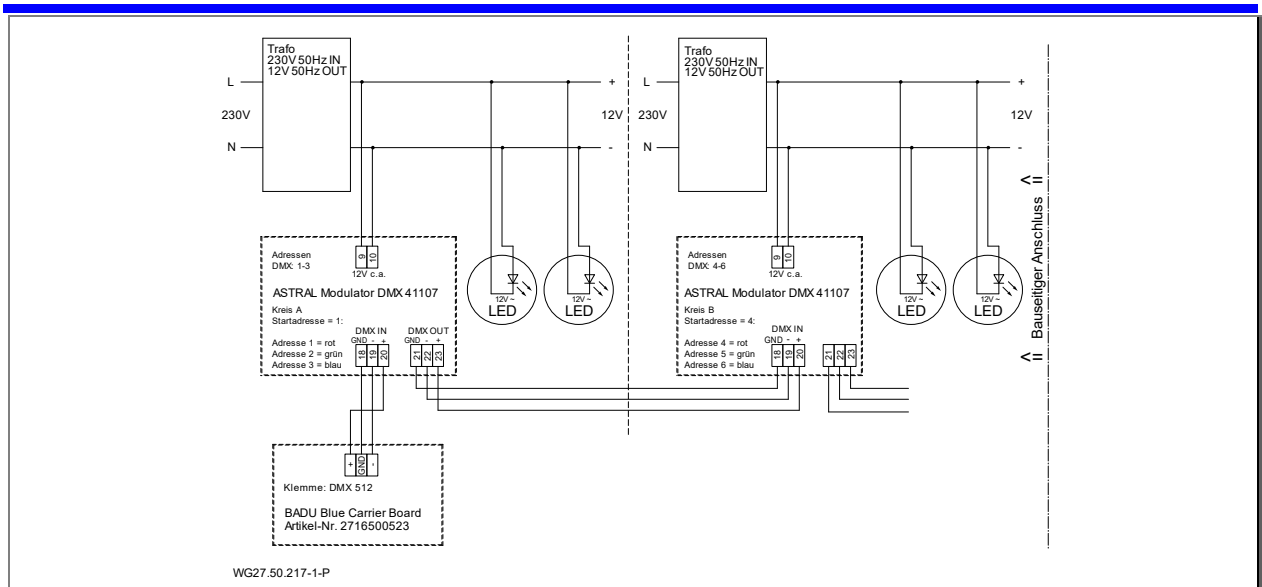 Trafo
230V 50Hz IN
12V 50Hz OUT
L
230V
N
+
12V
-
Trafo
230V 50Hz IN
12V 50Hz OUT
L
230V
N
+
12V
-
Adressen
DMX: 1-3
9
10
12V c.a.
ASTRAL Modulator DMX 41107
Kreis A
Startadresse = 1:
Adresse 1 = rot
Adresse 2 = grün
Adresse 3 = blau
DMX IN
GND - +
18
19
20
DMX OUT
GND - +
21
22
23
12V ~
LED
12V ~
LED
Adressen
DMX: 4-6
9
10
12V c.a.
ASTRAL Modulator DMX 41107
Kreis B
Startadresse = 4:
Adresse 4 = rot
Adresse 5 = grün
Adresse 6 = blau
DMX IN
GND - +
18
19
20
21
22
23
12V ~
LED
12V ~
LED
<= Bauseitiger Anschluss <=
+
GND
-
Klemme: DMX 512
BADU Blue Carrier Board
Artikel-Nr. 2716500523
WG27.50.217-1-P